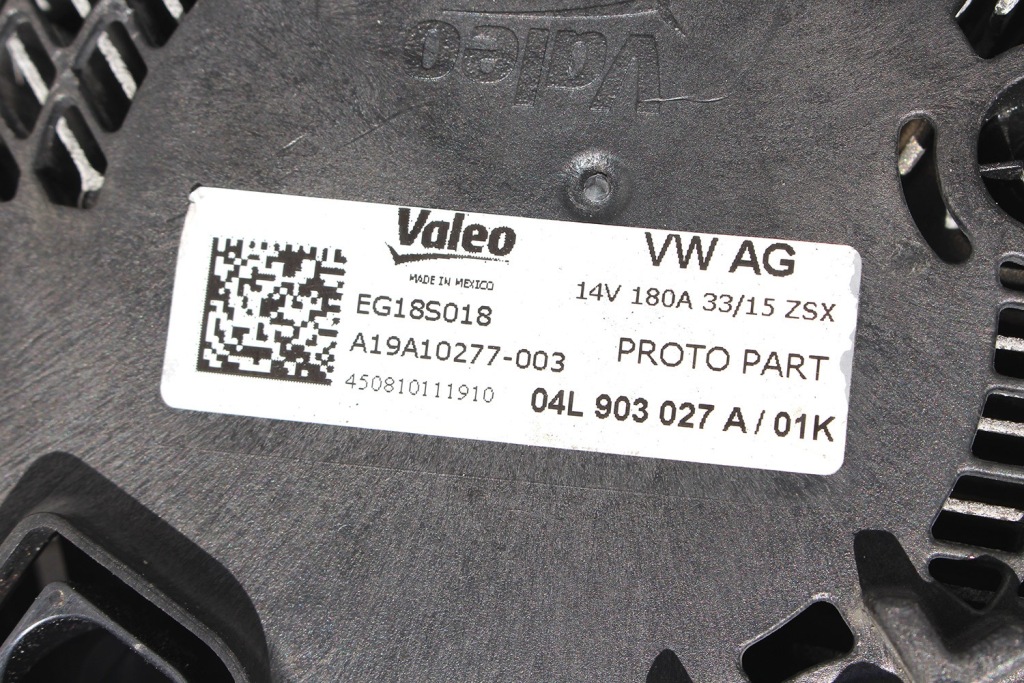 Valeo
Valeo
MADE IN MEXICO
EG18S018
A19A10277-003
450810111910
VW AG
14V 180A 33/15 ZSX
PROTO PART
04L 903 027 A / 01K